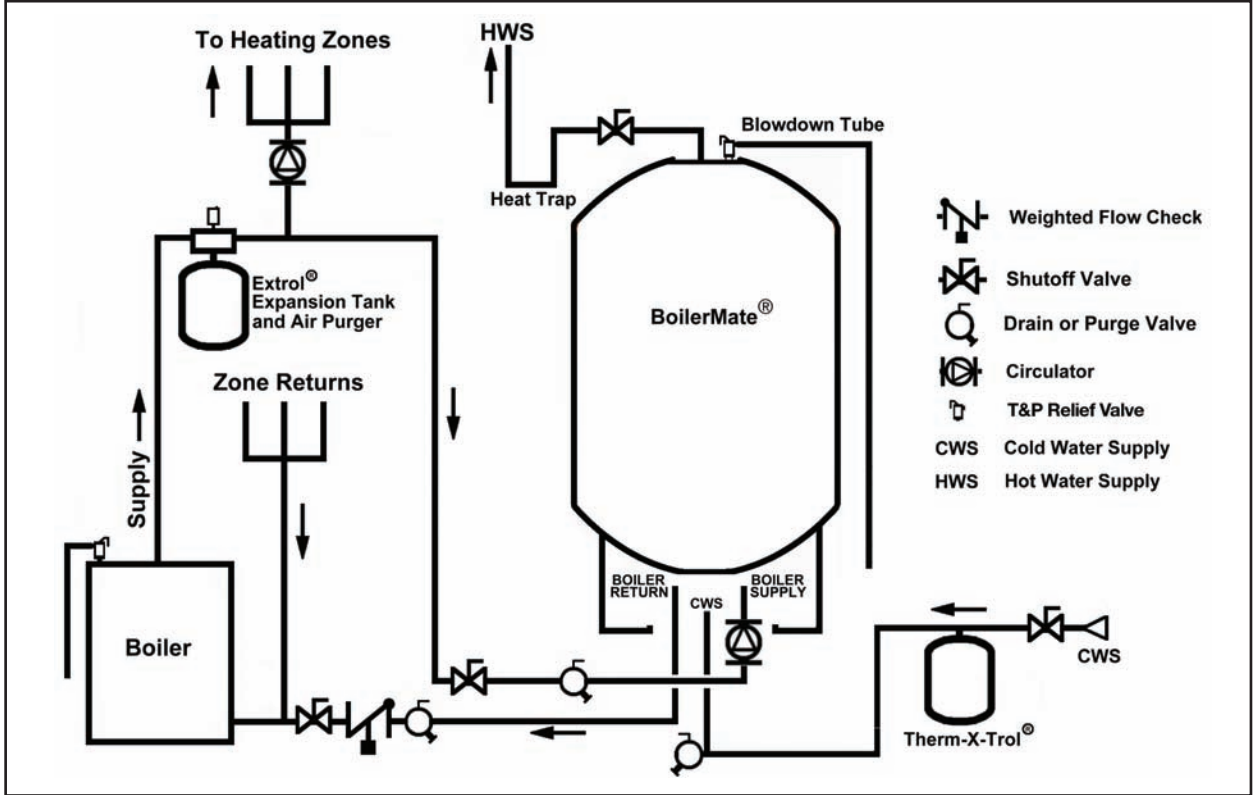 To Heating Zones
HWS
Blowdown Tube
Heat Trap
Extrol®
Expansion Tank
and Air Purger
BoilerMate®
Weighted Flow Check
Shutoff Valve
Drain or Purge Valve
Circulator
T&P Relief Valve
CWS Cold Water Supply
HWS Hot Water Supply
Zone Returns
Supply
Boiler
BOILER
RETURN
CWS
BOILER
SUPPLY
CWS
Therm-X-Trol®